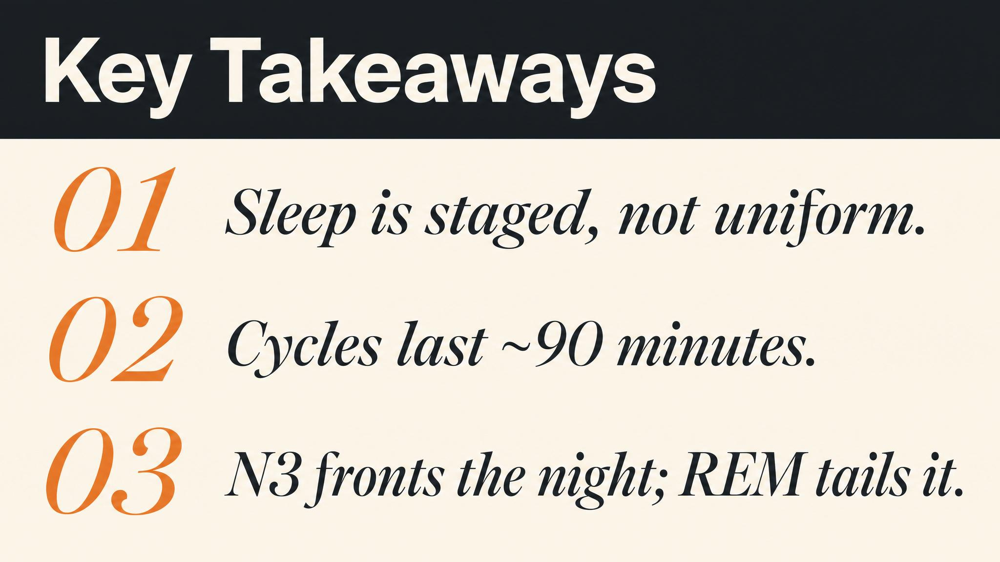 Key Takeaways
01 Sleep is staged, not uniform.
02 Cycles last ~90 minutes.
03 N3 fronts the night; REM tails it.